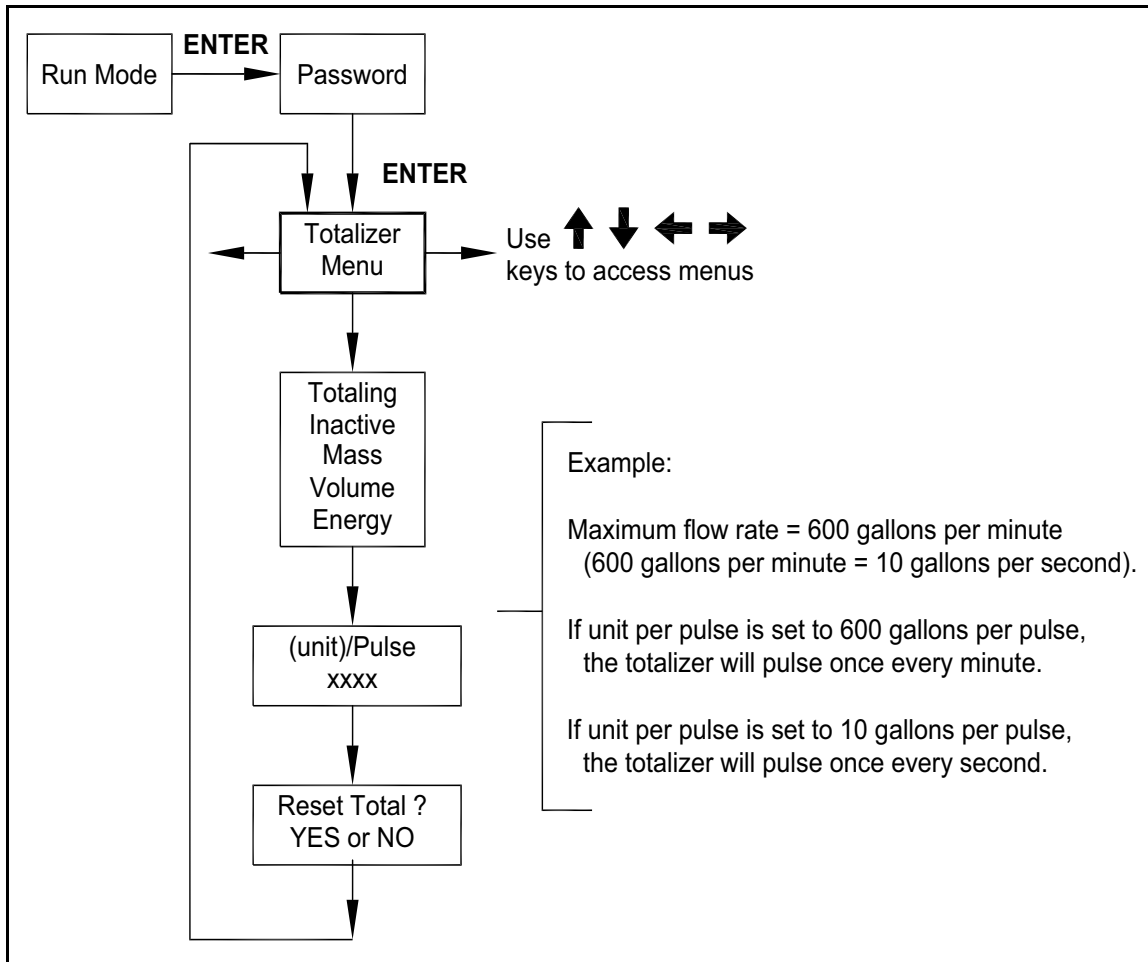 Run Mode
ENTER
Password
ENTER
Totalizer
Menu
Use
keys to access menus
Totaling
Inactive
Mass
Volume
Energy
(unit)/Pulse
xxxx
Reset Total ?
YES or NO
Example:
Maximum flow rate = 600 gallons per minute
(600 gallons per minute = 10 gallons per second).
If unit per pulse is set to 600 gallons per pulse,
the totalizer will pulse once every minute.
If unit per pulse is set to 10 gallons per pulse,
the totalizer will pulse once every second.